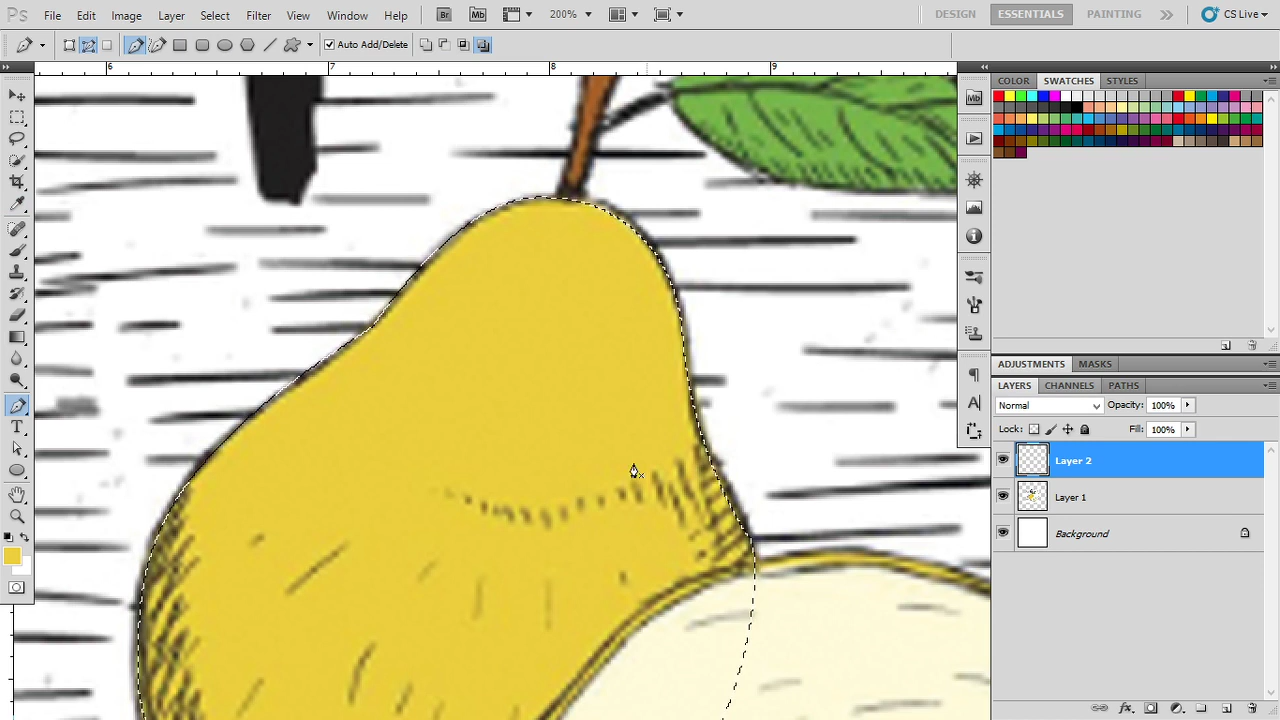 Ps File Edit Image Layer Select Filter View Window Help Br Mb 200% DESIGN ESSENTIALS PAINTING CS Live
Auto Add/Delete
6 7 8 9
COLOR SWATCHES STYLES
Mb
ADJUSTMENTS MASKS
LAYERS CHANNELS PATHS
Normal Opacity: 100%
Lock: Fill: 100%
Layer 2
Layer 1
Background